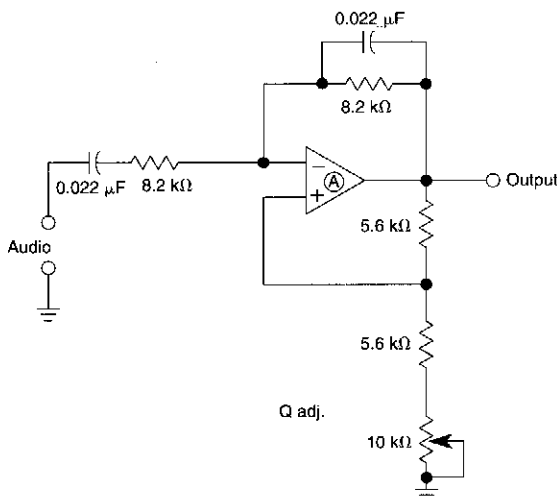 0.022 μF
8.2 kΩ
−
A
+
0.022 μF
8.2 kΩ
Output
5.6 kΩ
Audio
5.6 kΩ
Q adj.
10 kΩ